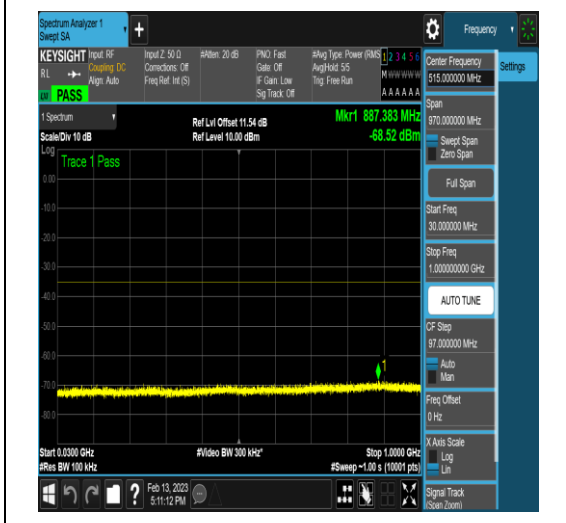 Spectrum Analyzer 1
Swept SA
+
Frequency
KEYSIGHT
RL
PASS
Input: RF
Coupling: DC
Align: Auto
Input Z: 50 Ω
Corrections: Off
Freq Ref: Int (S)
#Atten: 20 dB
PNO: Fast
Gate: Off
IF Gain: Low
Sig Track: Off
#Avg Type: Power (RMS
Avg|Hold: 5/5
Trig: Free Run
1 2 3 4 5 6
M W W W W W
A A A A A A
1 Spectrum
Scale/Div 10 dB
Ref Lvl Offset 11.54 dB
Ref Level 10.00 dBm
Mkr1 887.383 MHz
-68.52 dBm
Log
Trace 1 Pass
0.00
-10.0
-20.0
-30.0
-40.0
-50.0
-60.0
-70.0
-80.0
1
Start 0.0300 GHz
#Res BW 100 kHz
#Video BW 300 kHz*
Stop 1.0000 GHz
#Sweep ~1.00 s (10001 pts)
?
Feb 13, 2023
5:11:12 PM
Center Frequency
515.000000 MHz
Span
970.000000 MHz
Swept Span
Zero Span
Full Span
Start Freq
30.000000 MHz
Stop Freq
1.000000000 GHz
AUTO TUNE
CF Step
97.000000 MHz
Auto
Man
Freq Offset
0 Hz
X Axis Scale
Log
Lin
Signal Track
(Span Zoom)
Settings